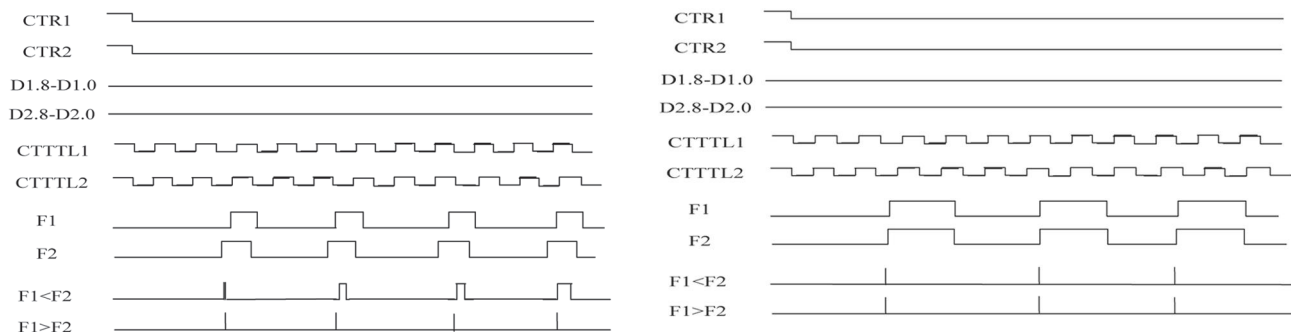 CTR1
CTR2
D1.8-D1.0
D2.8-D2.0
CTTTL1
CTTTL2
F1
F2
F1<F2
F1>F2
CTR1
CTR2
D1.8-D1.0
D2.8-D2.0
CTTTL1
CTTTL2
F1
F2
F1<F2
F1>F2